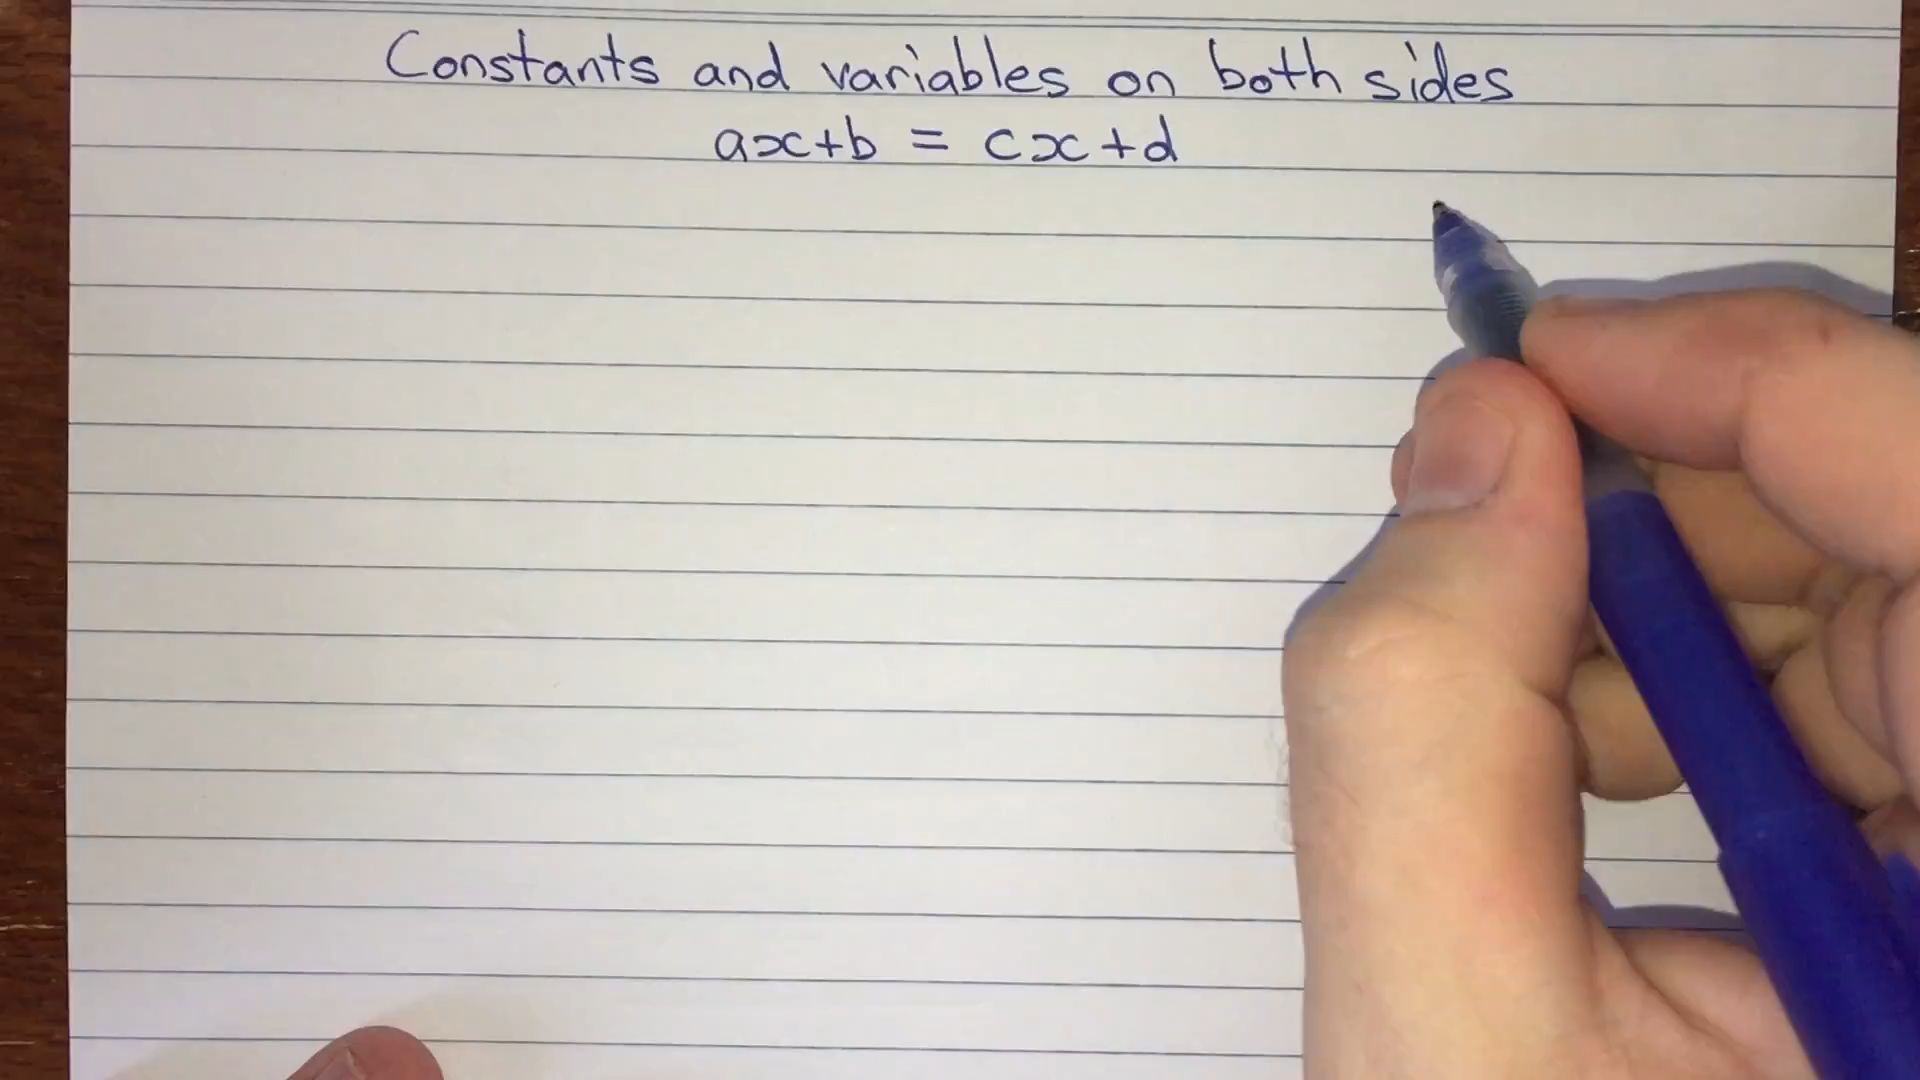 Constants and variables on both sides
ax+b = cx+d